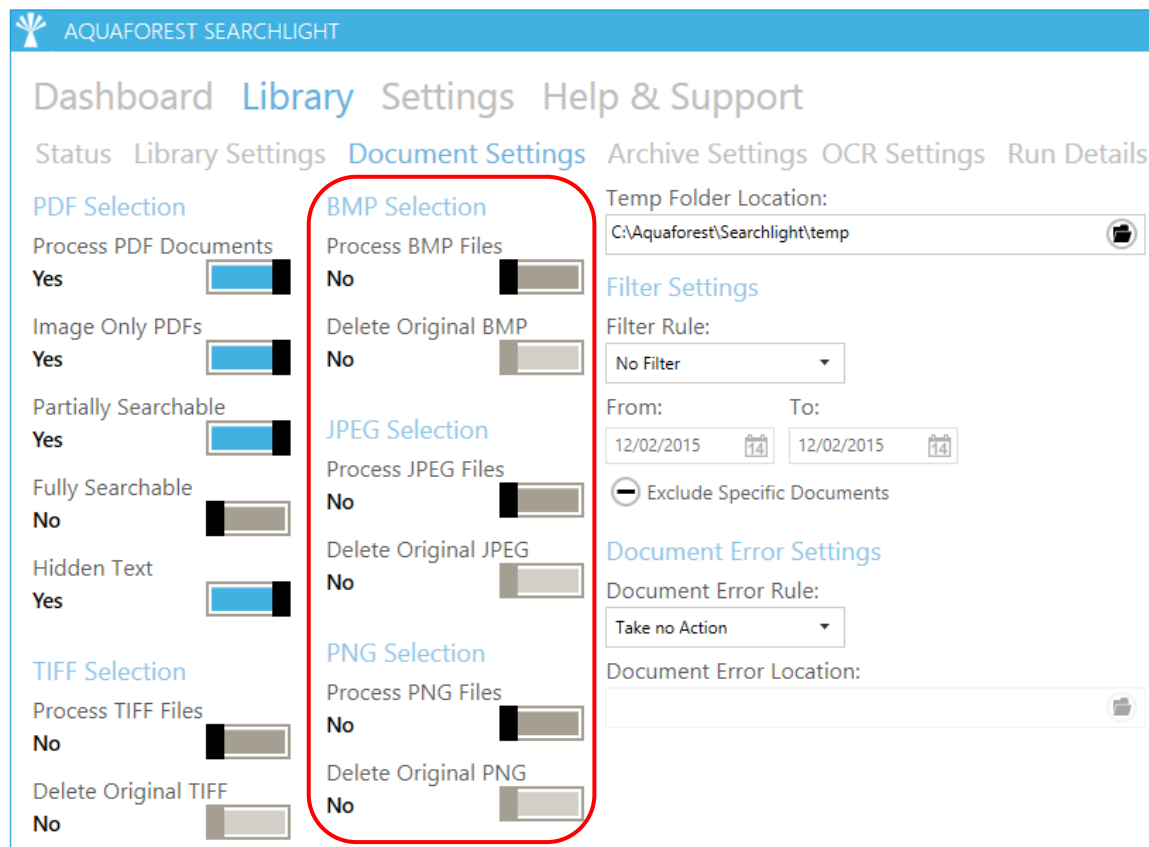 AQUAFOREST SEARCHLIGHT
Dashboard Library Settings Help & Support
Status Library Settings Document Settings Archive Settings OCR Settings Run Details
PDF Selection
Process PDF Documents
Yes
Image Only PDFs
Yes
Partially Searchable
Yes
Fully Searchable
No
Hidden Text
Yes
TIFF Selection
Process TIFF Files
No
Delete Original TIFF
No
BMP Selection
Process BMP Files
No
Delete Original BMP
No
JPEG Selection
Process JPEG Files
No
Delete Original JPEG
No
PNG Selection
Process PNG Files
No
Delete Original PNG
No
Temp Folder Location:
C:\Aquaforest\Searchlight\temp
Filter Settings
Filter Rule:
No Filter
From: To:
12/02/2015 14 12/02/2015 14
Exclude Specific Documents
Document Error Settings
Document Error Rule:
Take no Action
Document Error Location: